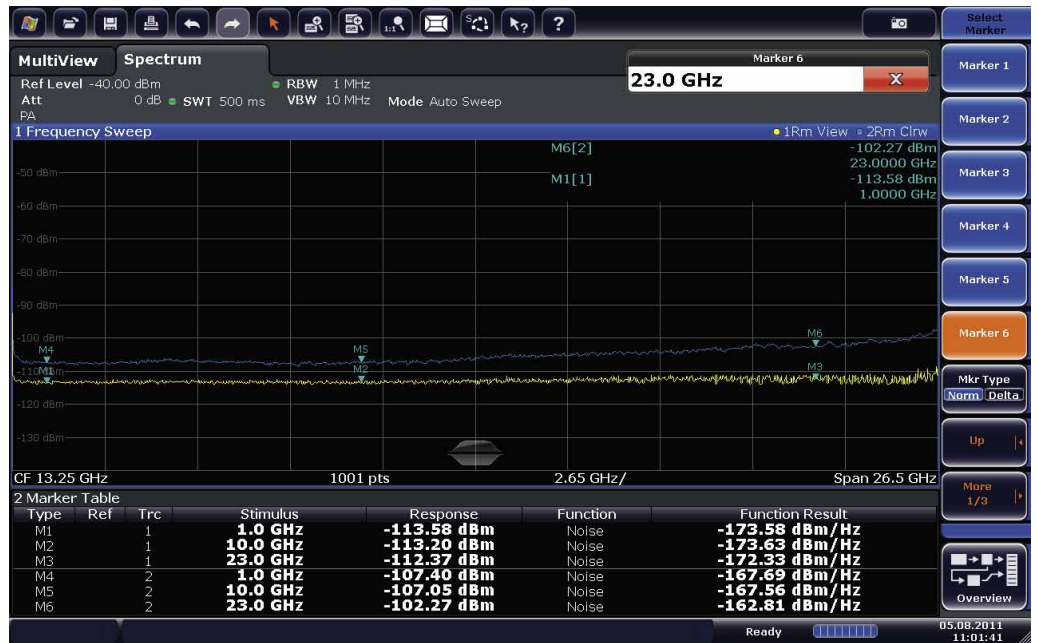 1:1
S
?
Select Marker
MultiView Spectrum
Marker 6
23.0 GHz X
Ref Level -40.00 dBm RBW 1 MHz
Att 0 dB SWT 500 ms VBW 10 MHz Mode Auto Sweep
PA
1 Frequency Sweep 1Rm View 2Rm Clrw
M6[2] -102.27 dBm
23.0000 GHz
M1[1] -113.58 dBm
1.0000 GHz
-50 dBm
-60 dBm
-70 dBm
-80 dBm
-90 dBm
-100 dBm
M6
M4 M5
-110 dBm
M1 M2 M3
-120 dBm
-130 dBm
CF 13.25 GHz 1001 pts 2.65 GHz/ Span 26.5 GHz
2 Marker Table
Type Ref Trc Stimulus Response Function Function Result
M1 1 1.0 GHz -113.58 dBm Noise -173.58 dBm/Hz
M2 1 10.0 GHz -113.20 dBm Noise -173.63 dBm/Hz
M3 1 23.0 GHz -112.37 dBm Noise -172.33 dBm/Hz
M4 2 1.0 GHz -107.40 dBm Noise -167.69 dBm/Hz
M5 2 10.0 GHz -107.05 dBm Noise -167.56 dBm/Hz
M6 2 23.0 GHz -102.27 dBm Noise -162.81 dBm/Hz
Marker 1
Marker 2
Marker 3
Marker 4
Marker 5
Marker 6
Mkr Type
Norm Delta
Up
More
1/3
Overview
Ready
05.08.2011
11:01:41